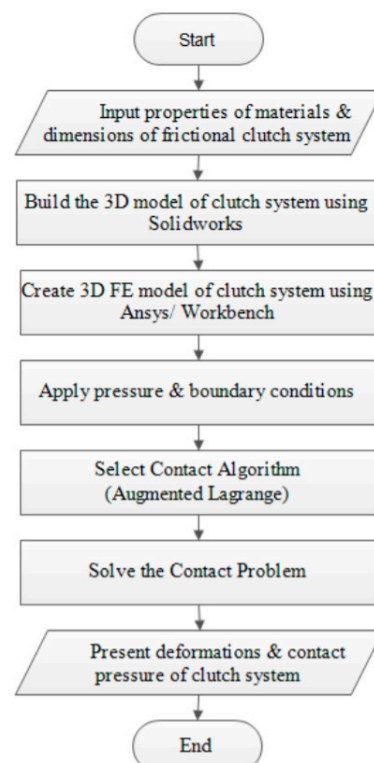 Start
Input properties of materials &
dimensions of frictional clutch system
Build the 3D model of clutch system using
Solidworks
Create 3D FE model of clutch system using
Ansys/ Workbench
Apply pressure & boundary conditions
Select Contact Algorithm
(Augmented Lagrange)
Solve the Contact Problem
Present deformations & contact
pressure of clutch system
End